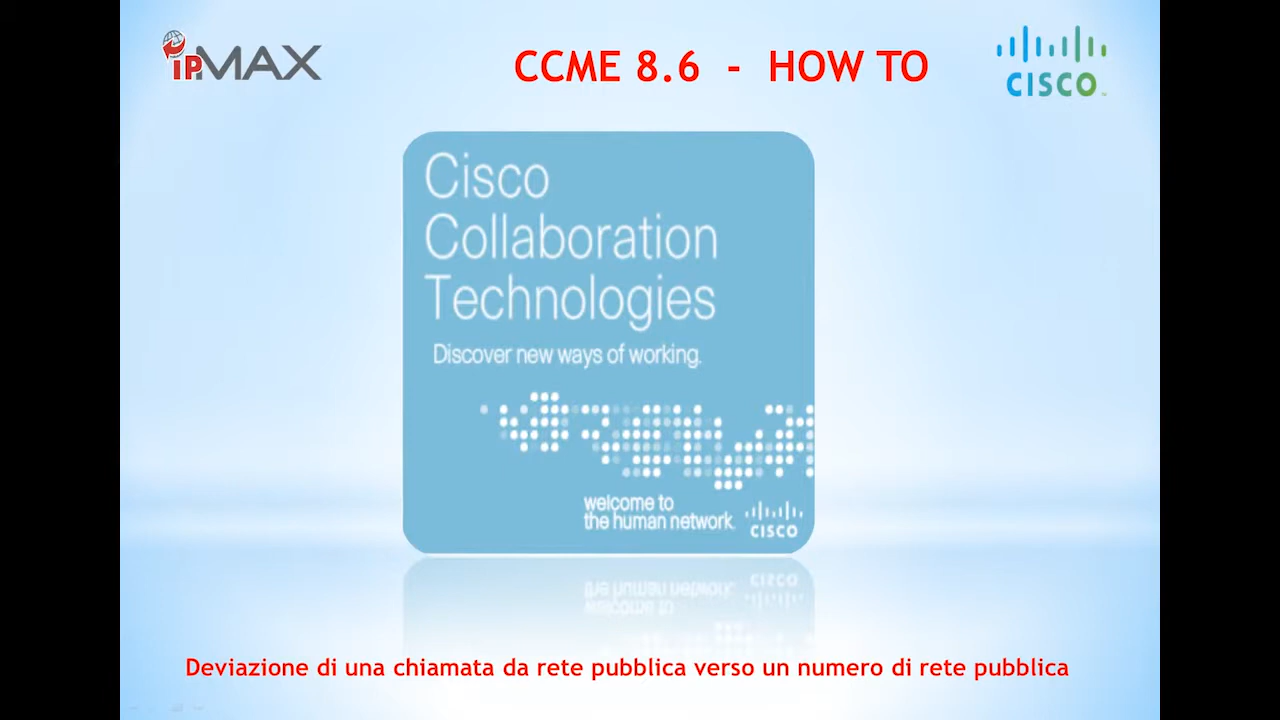 IPMAX
CCME 8.6 - HOW TO
CISCO
Cisco
Collaboration
Technologies
Discover new ways of working.
welcome to
the human network.
CISCO
Deviazione di una chiamata da rete pubblica verso un numero di rete pubblica